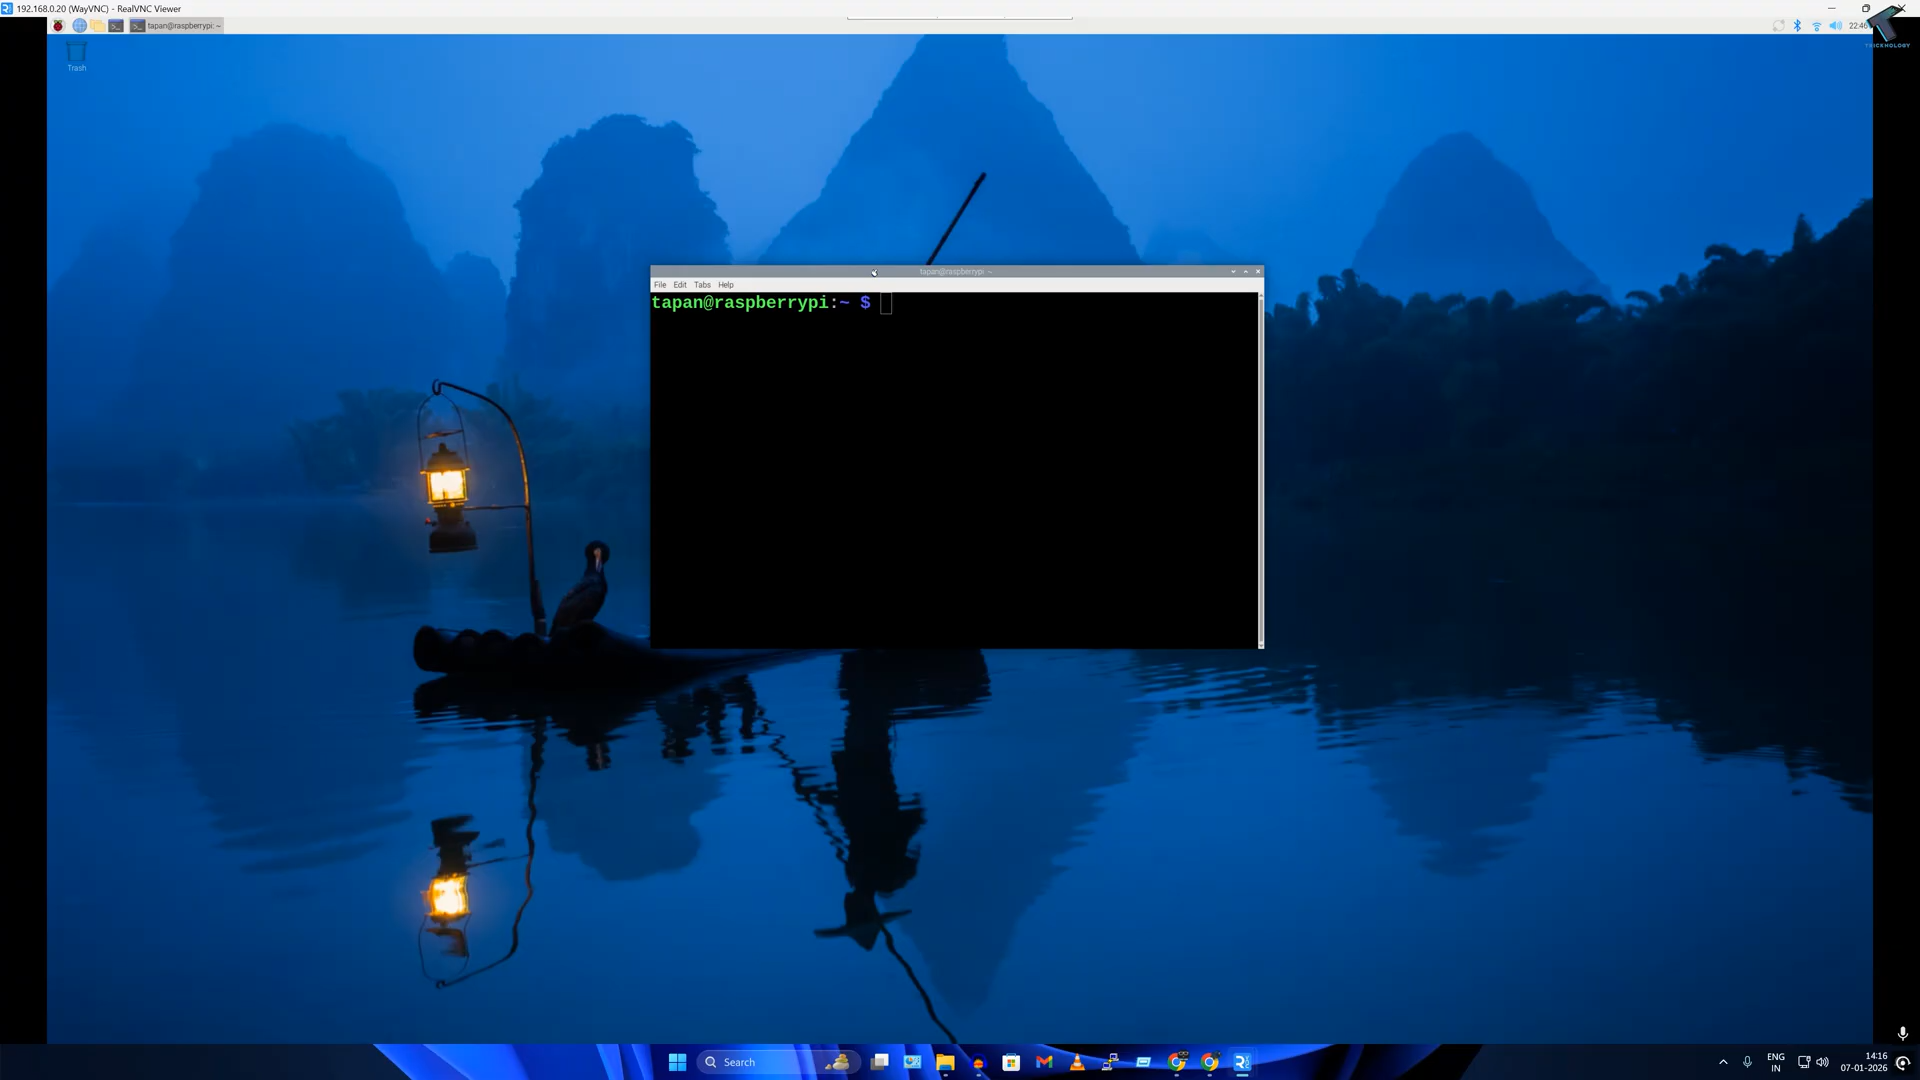 192.168.0.20 (WayVNC) - RealVNC Viewer
tapan@raspberrypi: ~
22:46
TRICKNOLOGY
Trash
tapan@raspberrypi: ~
File Edit Tabs Help
tapan@raspberrypi:~ $
Search
ENG
IN
14:16
07-01-2026